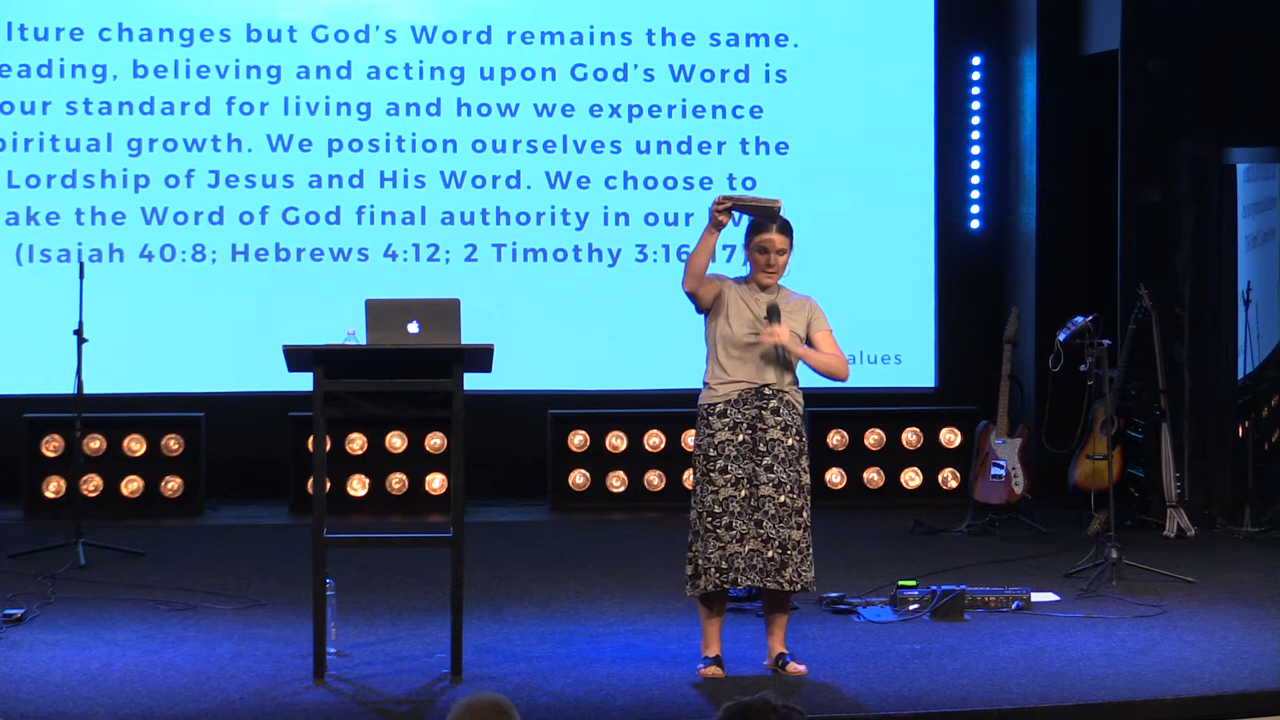 lture changes but God's Word remains the same.
eading, believing and acting upon God's Word is
our standard for living and how we experience
piritual growth. We position ourselves under the
Lordship of Jesus and His Word. We choose to
ake the Word of God final authority in our
(Isaiah 40:8; Hebrews 4:12; 2 Timothy 3:16 17)
alues